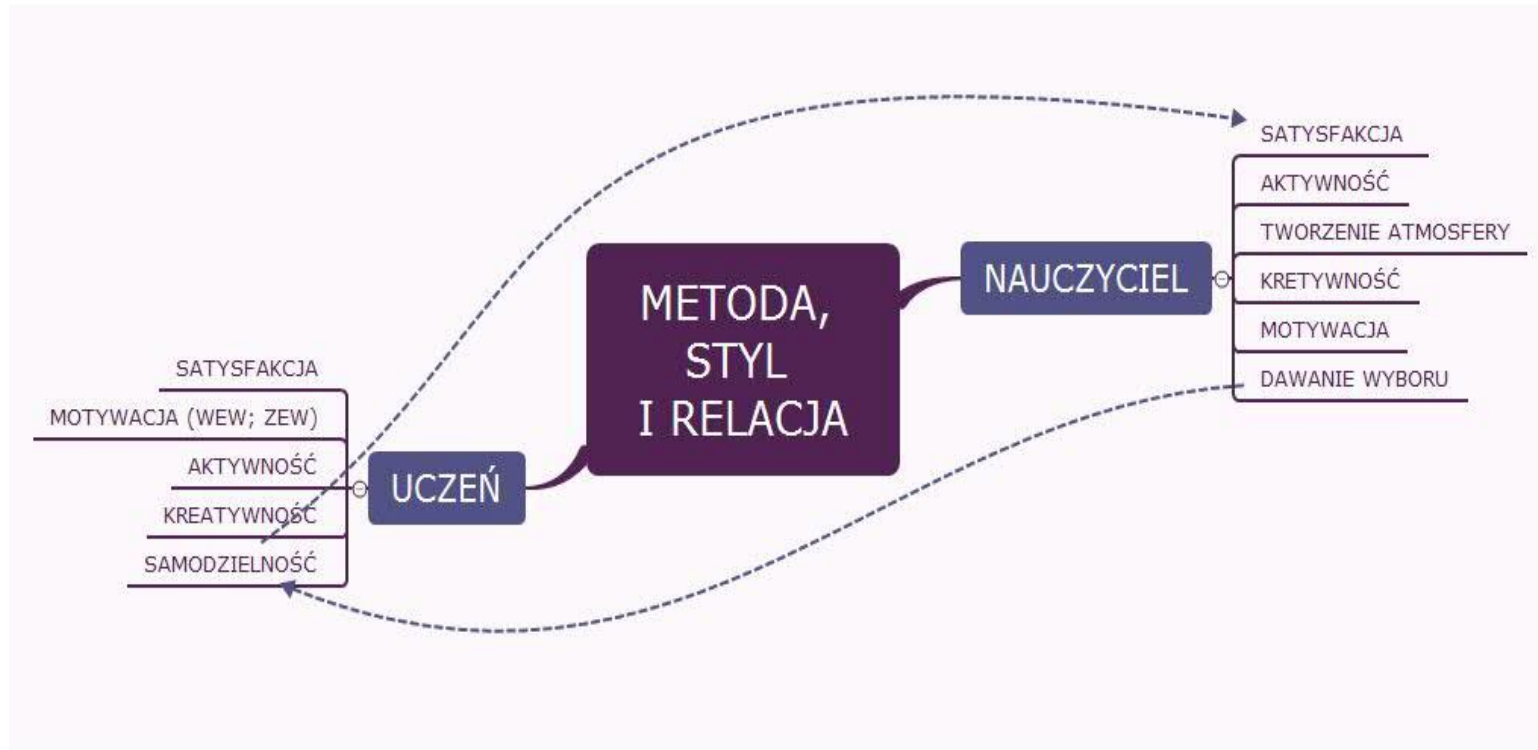 METODA,
STYL
I RELACJA
NAUCZYCIEL
SATYSFAKCJA
AKTYWNOŚĆ
TWORZENIE ATMOSFERY
KRETYWNOŚĆ
MOTYWACJA
DAWANIE WYBORU
UCZEŃ
SATYSFAKCJA
MOTYWACJA (WEW; ZEW)
AKTYWNOŚĆ
KREATYWNOŚĆ
SAMODZIELNOŚĆ